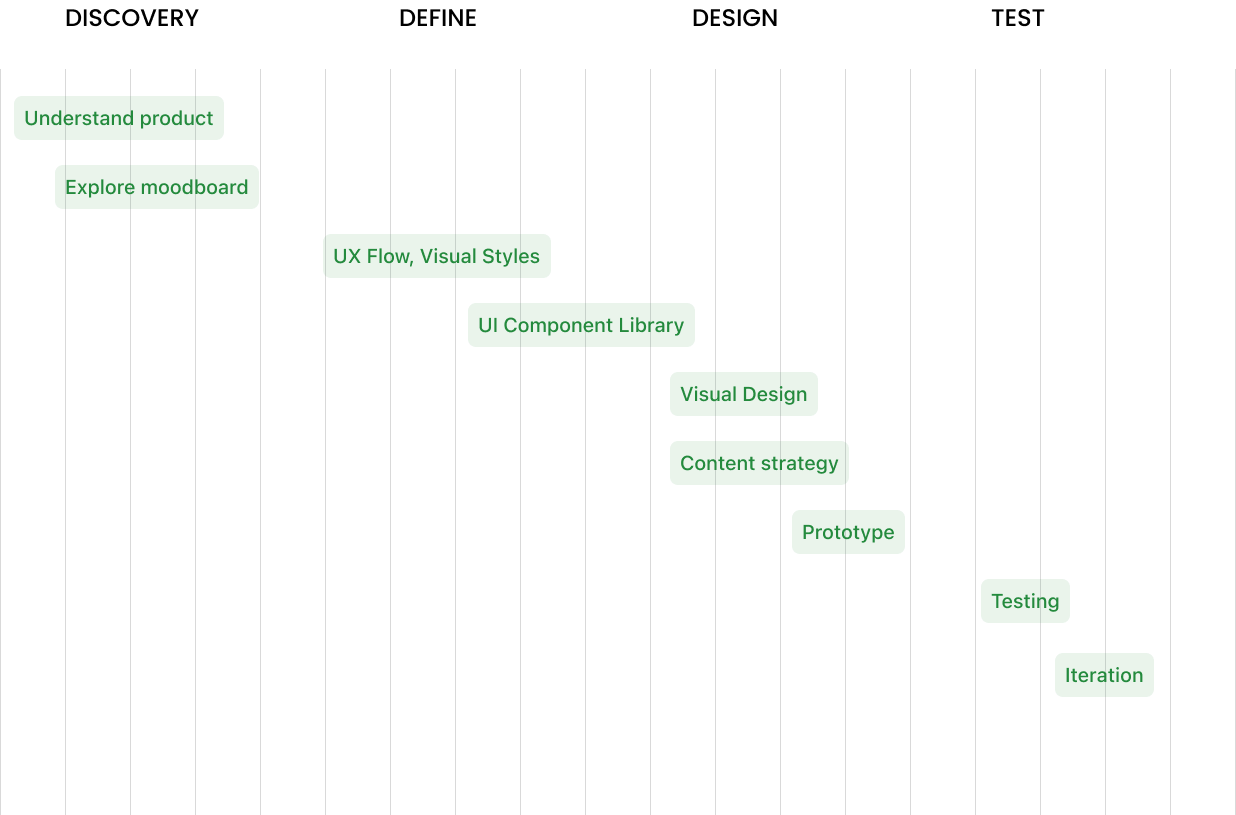 DISCOVERY DEFINE DESIGN TEST
Understand product
Explore moodboard
UX Flow, Visual Styles
UI Component Library
Visual Design
Content strategy
Prototype
Testing
Iteration